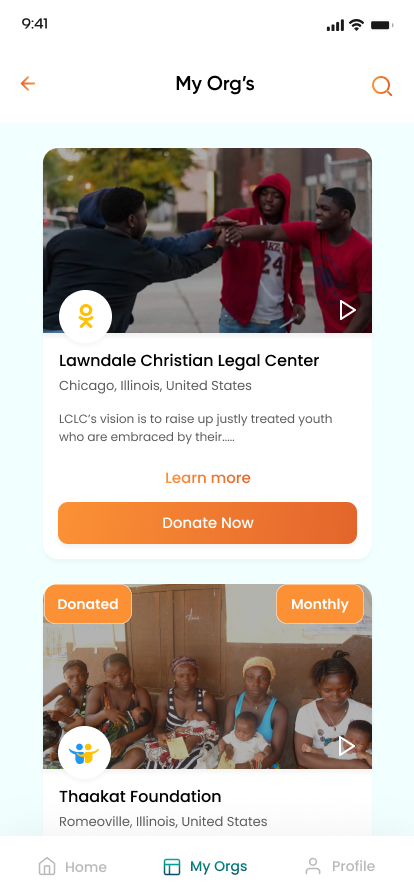 9:41
My Org's
Lawndale Christian Legal Center
Chicago, Illinois, United States
LCLC's vision is to raise up justly treated youth
who are embraced by their.....
Learn more
Donate Now
Donated
Monthly
Thaakat Foundation
Romeoville, Illinois, United States
Home
My Orgs
Profile